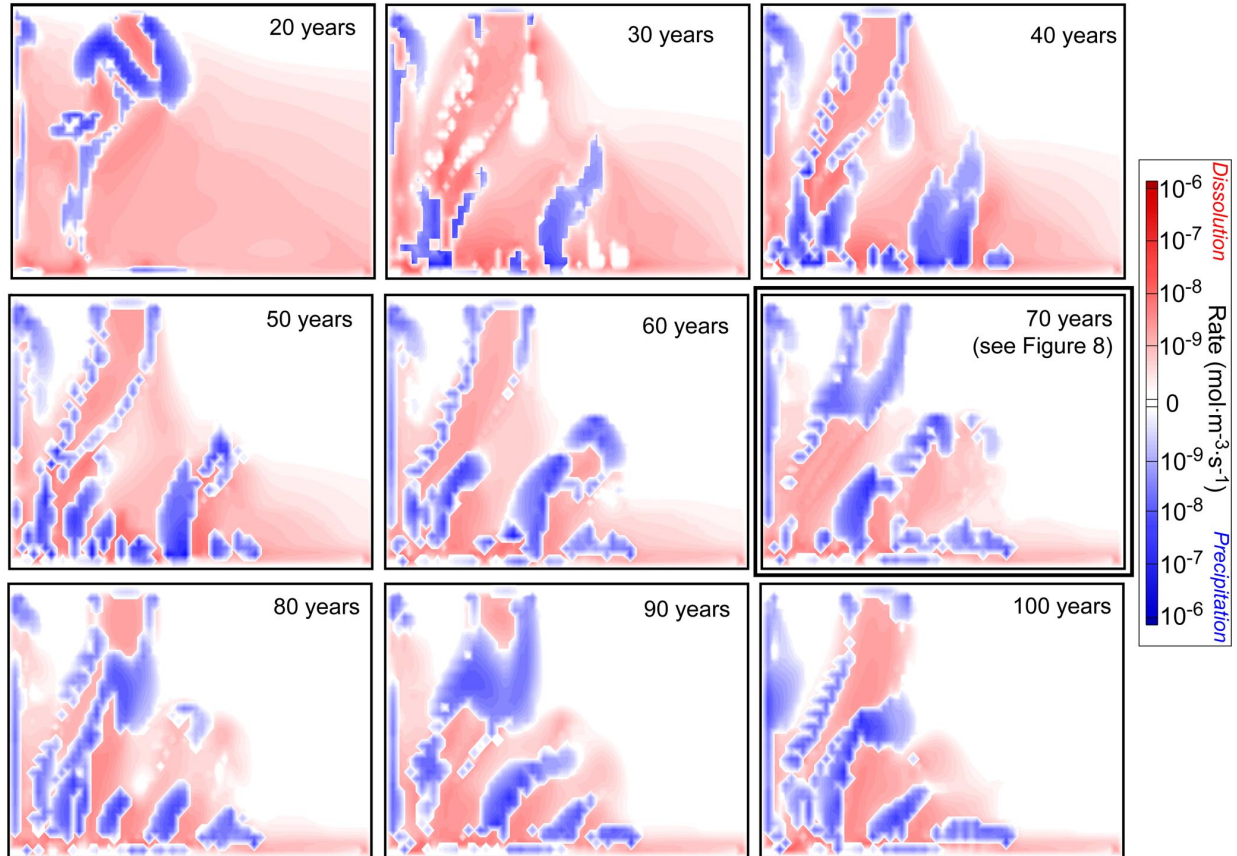 20 years
30 years
40 years
50 years
60 years
70 years
(see Figure 8)
80 years
90 years
100 years
Dissolution
Precipitation
Rate (mol·m⁻³·s⁻¹)
10⁻⁶
10⁻⁷
10⁻⁸
10⁻⁹
0
10⁻⁹
10⁻⁸
10⁻⁷
10⁻⁶